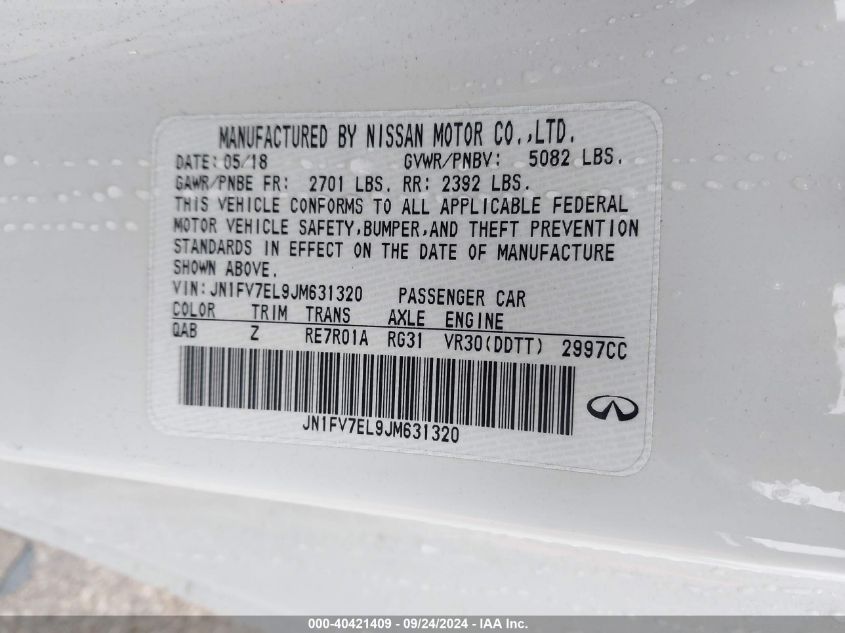 MANUFACTURED BY NISSAN MOTOR CO.,LTD.
DATE:05/18 GVWR/PNBV: 5082 LBS.
GAWR/PNBE FR: 2701 LBS. RR: 2392 LBS.
THIS VEHICLE CONFORMS TO ALL APPLICABLE FEDERAL
MOTOR VEHICLE SAFETY,BUMPER,AND THEFT PREVENTION
STANDARDS IN EFFECT ON THE DATE OF MANUFACTURE
SHOWN ABOVE.
VIN:JN1FV7EL9JM631320 PASSENGER CAR
COLOR TRIM TRANS AXLE ENGINE
QAB Z RE7R01A RG31 VR30(DDTT) 2997CC
JN1FV7EL9JM631320
000-40421409 - 09/24/2024 - IAA Inc.